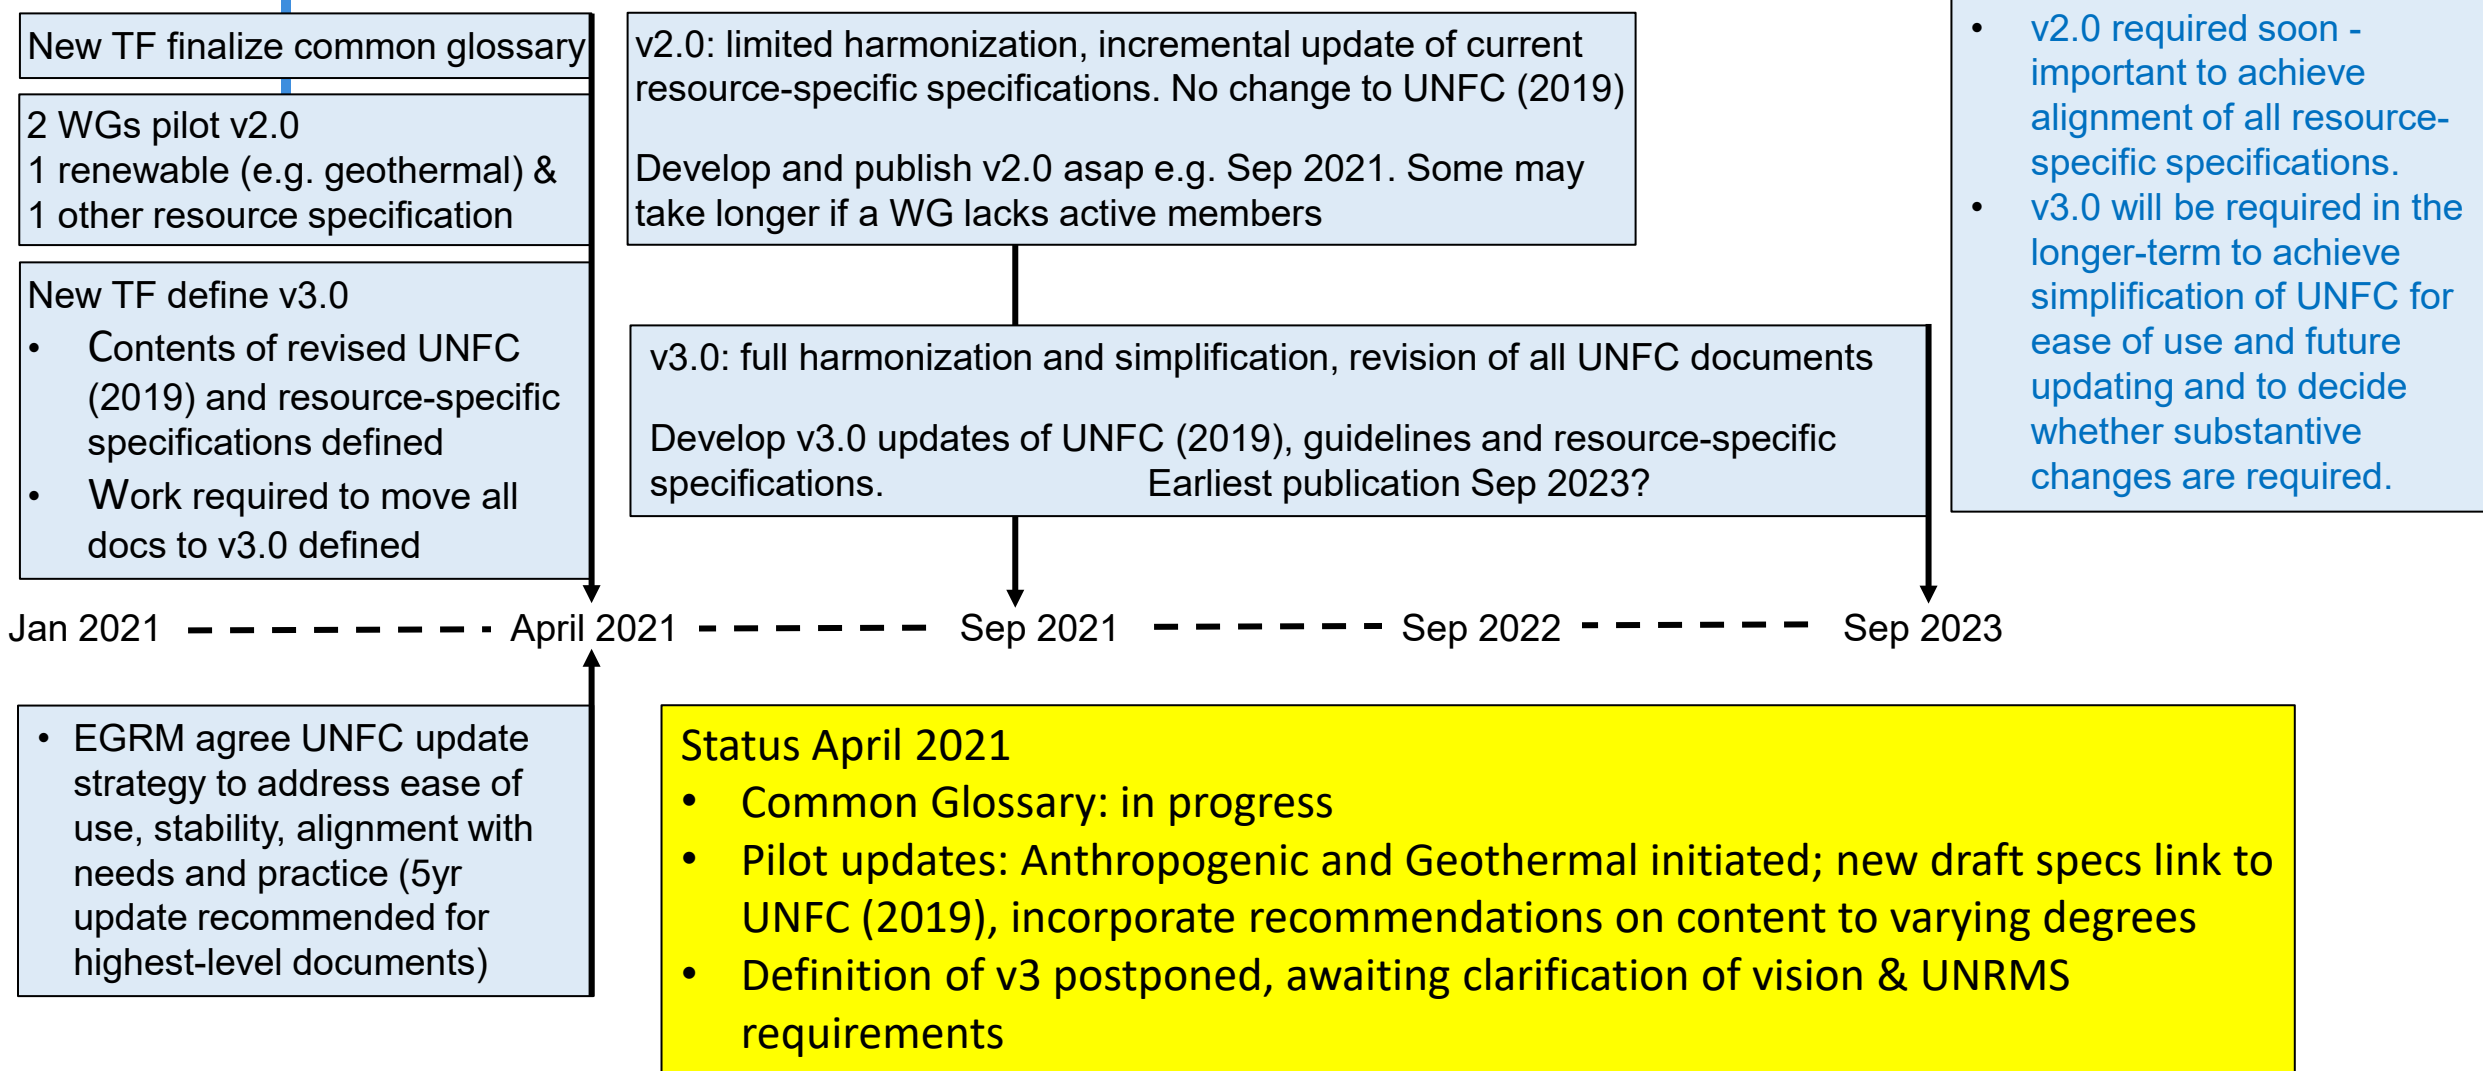 New TF finalize common glossary
2 WGs pilot v2.0
1 renewable (e.g. geothermal) &
1 other resource specification
New TF define v3.0
• Contents of revised UNFC
(2019) and resource-specific
specifications defined
• Work required to move all
docs to v3.0 defined
v2.0: limited harmonization, incremental update of current
resource-specific specifications. No change to UNFC (2019)
Develop and publish v2.0 asap e.g. Sep 2021. Some may
take longer if a WG lacks active members
v3.0: full harmonization and simplification, revision of all UNFC documents
Develop v3.0 updates of UNFC (2019), guidelines and resource-specific
specifications. Earliest publication Sep 2023?
• v2.0 required soon -
important to achieve
alignment of all resource-
specific specifications.
• v3.0 will be required in the
longer-term to achieve
simplification of UNFC for
ease of use and future
updating and to decide
whether substantive
changes are required.
Jan 2021 April 2021 Sep 2021 Sep 2022 Sep 2023
• EGRM agree UNFC update
strategy to address ease of
use, stability, alignment with
needs and practice (5yr
update recommended for
highest-level documents)
Status April 2021
• Common Glossary: in progress
• Pilot updates: Anthropogenic and Geothermal initiated; new draft specs link to
UNFC (2019), incorporate recommendations on content to varying degrees
• Definition of v3 postponed, awaiting clarification of vision & UNRMS
requirements